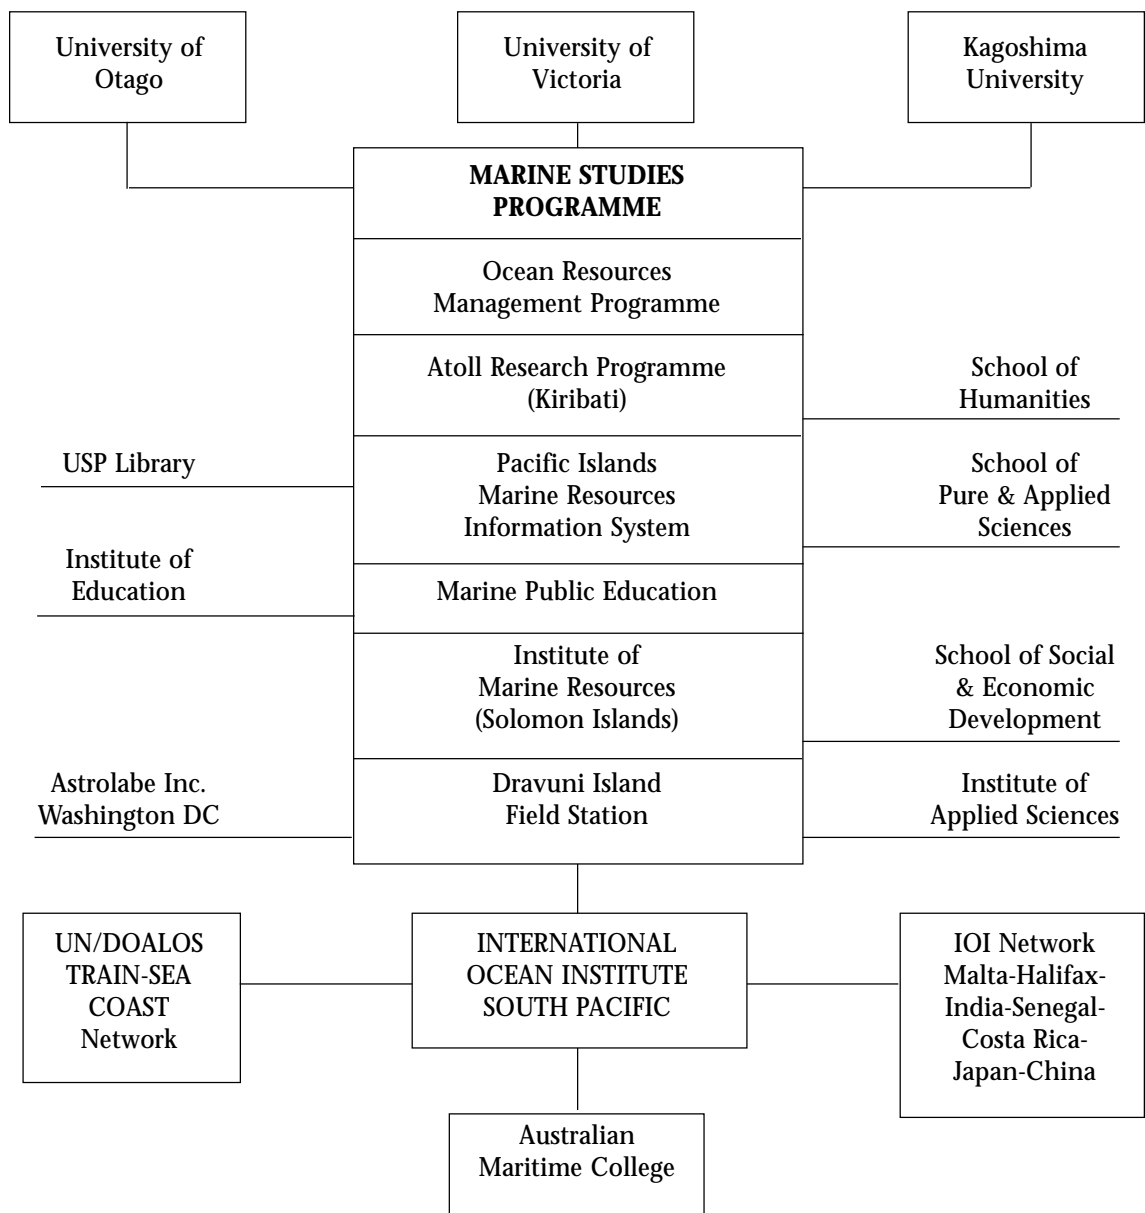 University of
Otago
University of
Victoria
Kagoshima
University
MARINE STUDIES
PROGRAMME
Ocean Resources
Management Programme
Atoll Research Programme
(Kiribati)
School of
Humanities
USP Library
Pacific Islands
Marine Resources
Information System
School of
Pure & Applied
Sciences
Institute of
Education
Marine Public Education
Institute of
Marine Resources
(Solomon Islands)
School of Social
& Economic
Development
Astrolabe Inc.
Washington DC
Dravuni Island
Field Station
Institute of
Applied Sciences
UN/DOALOS
TRAIN-SEA
COAST
Network
INTERNATIONAL
OCEAN INSTITUTE
SOUTH PACIFIC
IOI Network
Malta-Halifax-
India-Senegal-
Costa Rica-
Japan-China
Australian
Maritime College